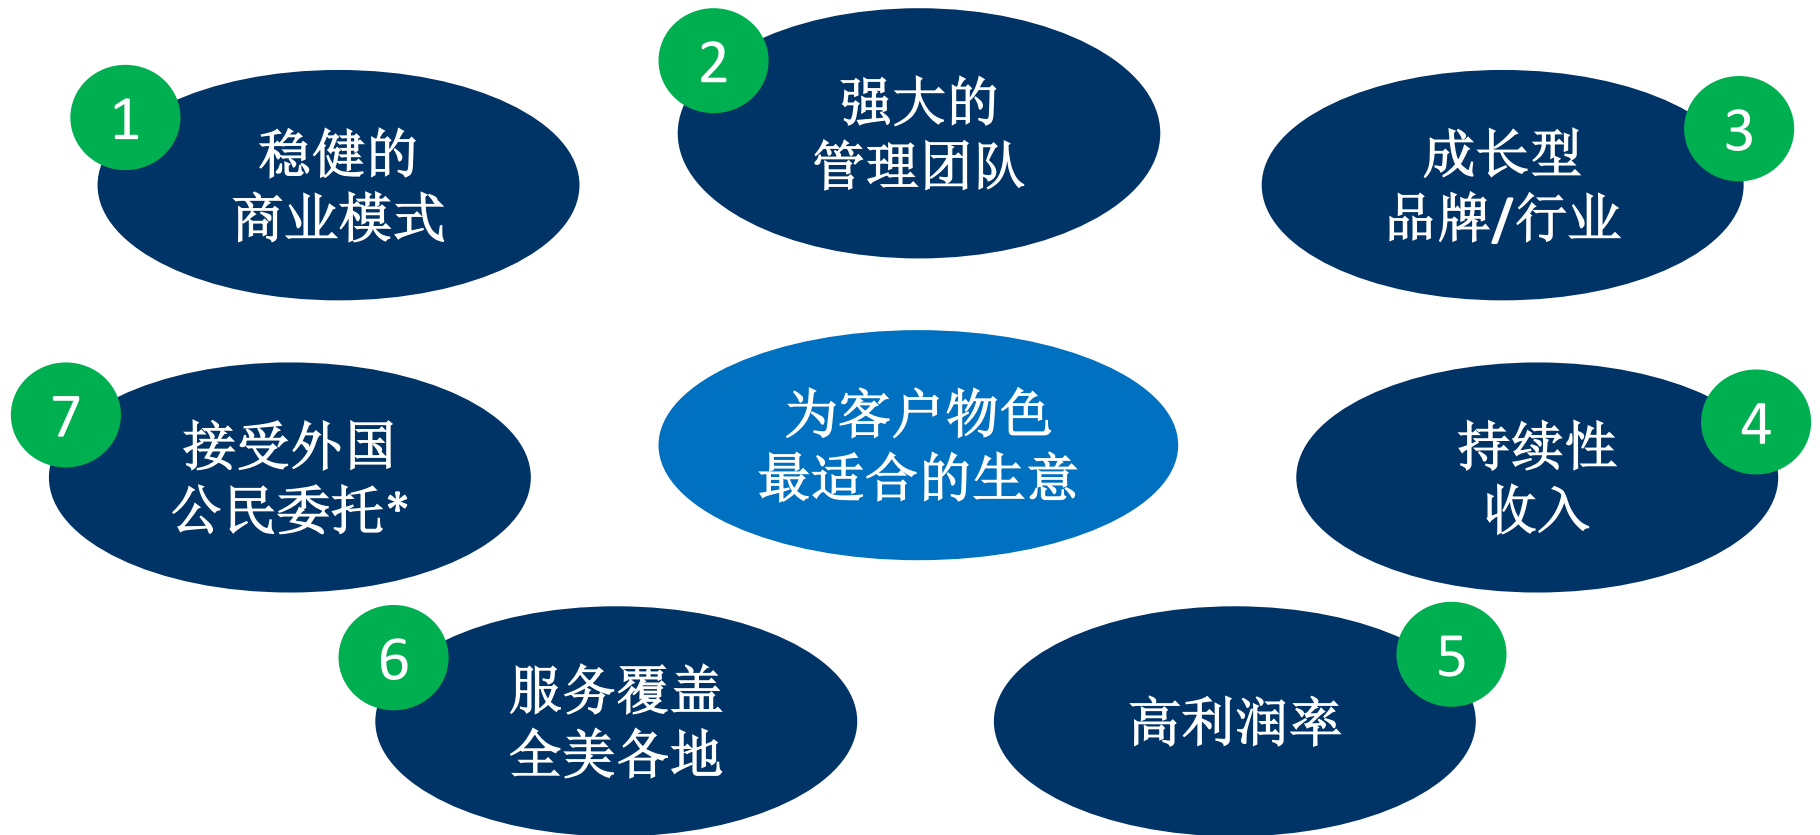 1
稳健的
商业模式
2
强大的
管理团队
3
成长型
品牌/行业
7
接受外国
公民委托*
为客户物色
最适合的生意
4
持续性
收入
6
服务覆盖
全美各地
5
高利润率